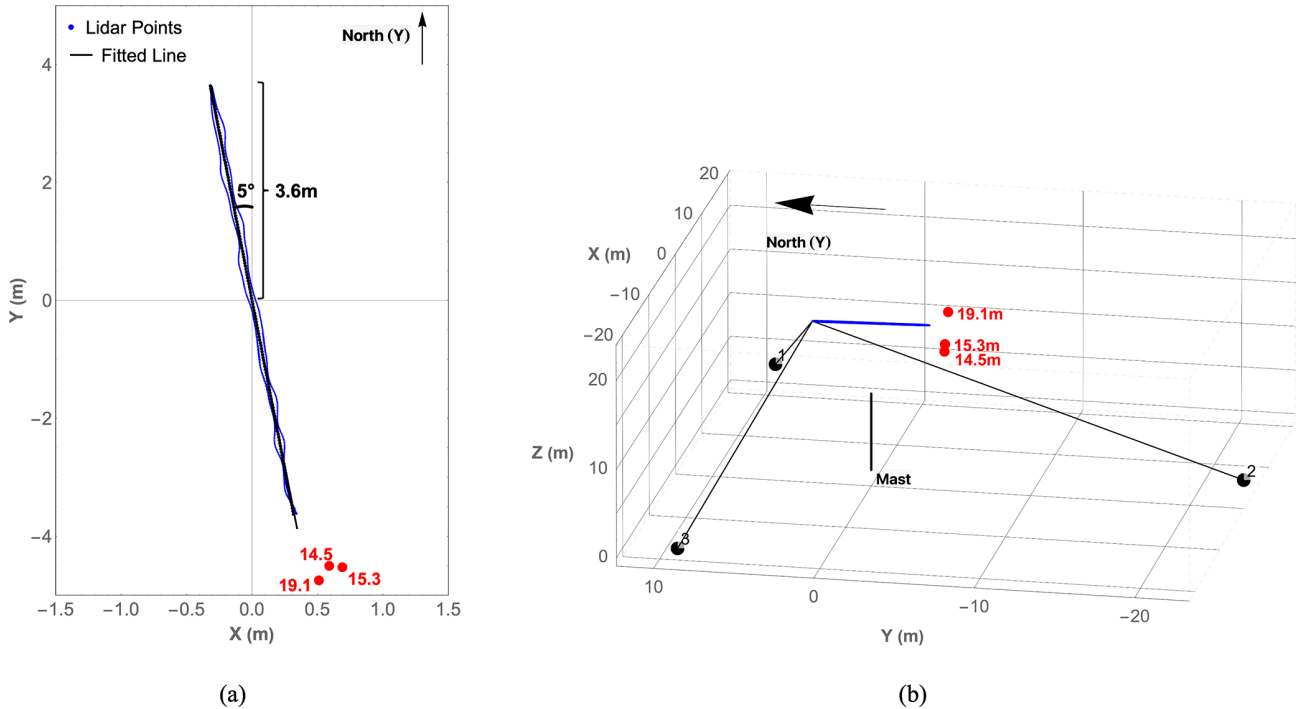 Lidar Points
Fitted Line
North (Y)
5°
3.6m
14.5
15.3
19.1
4
2
0
−2
−4
Y (m)
−1.5
−1.0
−0.5
0.0
0.5
1.0
1.5
X (m)
(a)
20
10
0
−10
−20
X (m)
North (Y)
19.1m
15.3m
14.5m
1
2
3
Mast
20
10
0
Z (m)
10
0
−10
−20
Y (m)
(b)